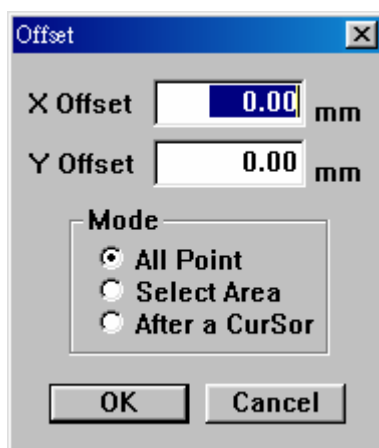 Offset
X Offset 0.00 mm
Y Offset 0.00 mm
Mode
All Point
Select Area
After a CurSor
OK Cancel